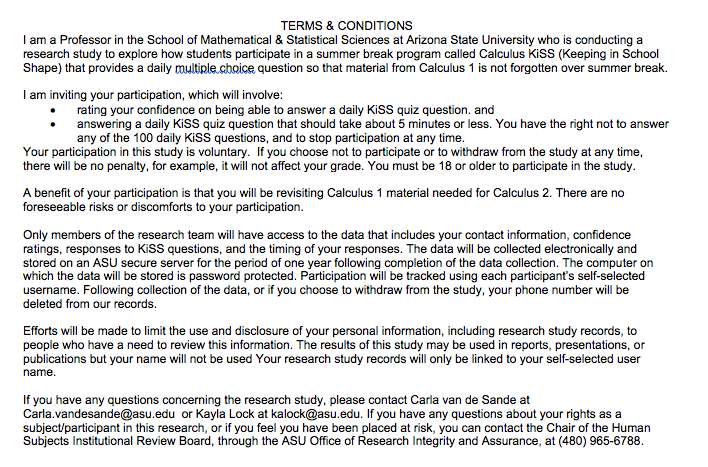 TERMS & CONDITIONS
I am a Professor in the School of Mathematical & Statistical Sciences at Arizona State University who is conducting a
research study to explore how students participate in a summer break program called Calculus KiSS (Keeping in School
Shape) that provides a daily multiple choice question so that material from Calculus 1 is not forgotten over summer break.
I am inviting your participation, which will involve:
• rating your confidence on being able to answer a daily KiSS quiz question. and
• answering a daily KiSS quiz question that should take about 5 minutes or less. You have the right not to answer
any of the 100 daily KiSS questions, and to stop participation at any time.
Your participation in this study is voluntary.  If you choose not to participate or to withdraw from the study at any time,
there will be no penalty, for example, it will not affect your grade. You must be 18 or older to participate in the study.
A benefit of your participation is that you will be revisiting Calculus 1 material needed for Calculus 2. There are no
foreseeable risks or discomforts to your participation.
Only members of the research team will have access to the data that includes your contact information, confidence
ratings, responses to KiSS questions, and the timing of your responses. The data will be collected electronically and
stored on an ASU secure server for the period of one year following completion of the data collection. The computer on
which the data will be stored is password protected. Participation will be tracked using each participant's self-selected
username. Following collection of the data, or if you choose to withdraw from the study, your phone number will be
deleted from our records.
Efforts will be made to limit the use and disclosure of your personal information, including research study records, to
people who have a need to review this information. The results of this study may be used in reports, presentations, or
publications but your name will not be used Your research study records will only be linked to your self-selected user
name.
If you have any questions concerning the research study, please contact Carla van de Sande at
Carla.vandesande@asu.edu  or Kayla Lock at kalock@asu.edu. If you have any questions about your rights as a
subject/participant in this research, or if you feel you have been placed at risk, you can contact the Chair of the Human
Subjects Institutional Review Board, through the ASU Office of Research Integrity and Assurance, at (480) 965-6788.